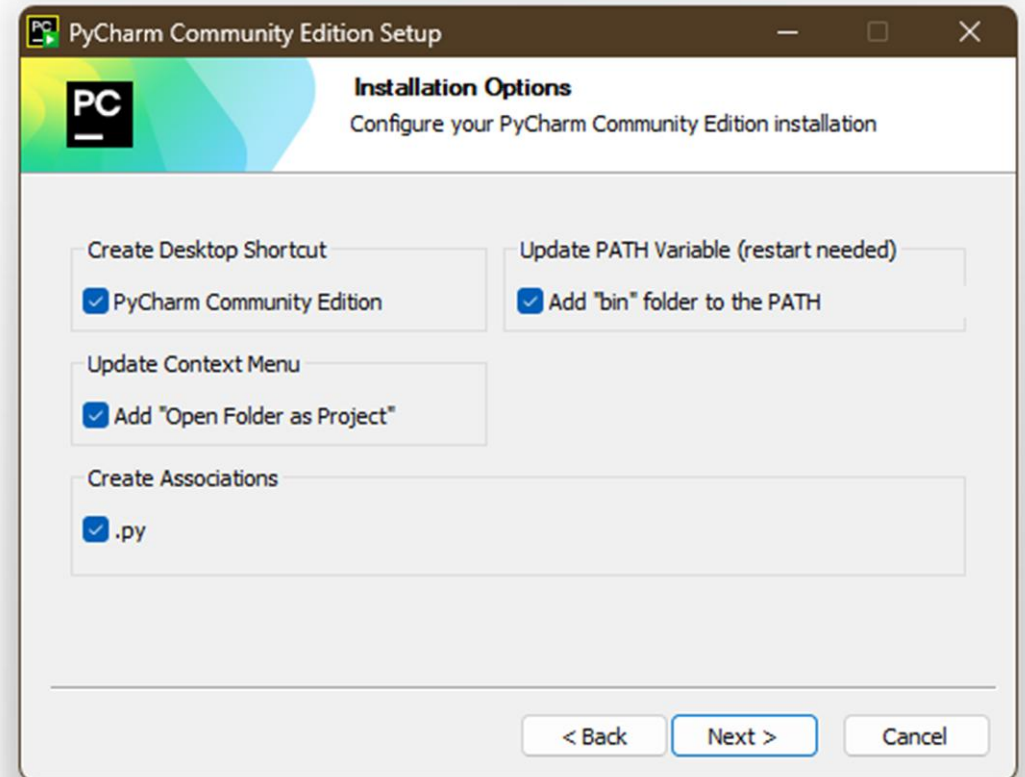 PyCharm Community Edition Setup
PC
Installation Options
Configure your PyCharm Community Edition installation
Create Desktop Shortcut
PyCharm Community Edition
Update PATH Variable (restart needed)
Add "bin" folder to the PATH
Update Context Menu
Add "Open Folder as Project"
Create Associations
.py
< Back
Next >
Cancel